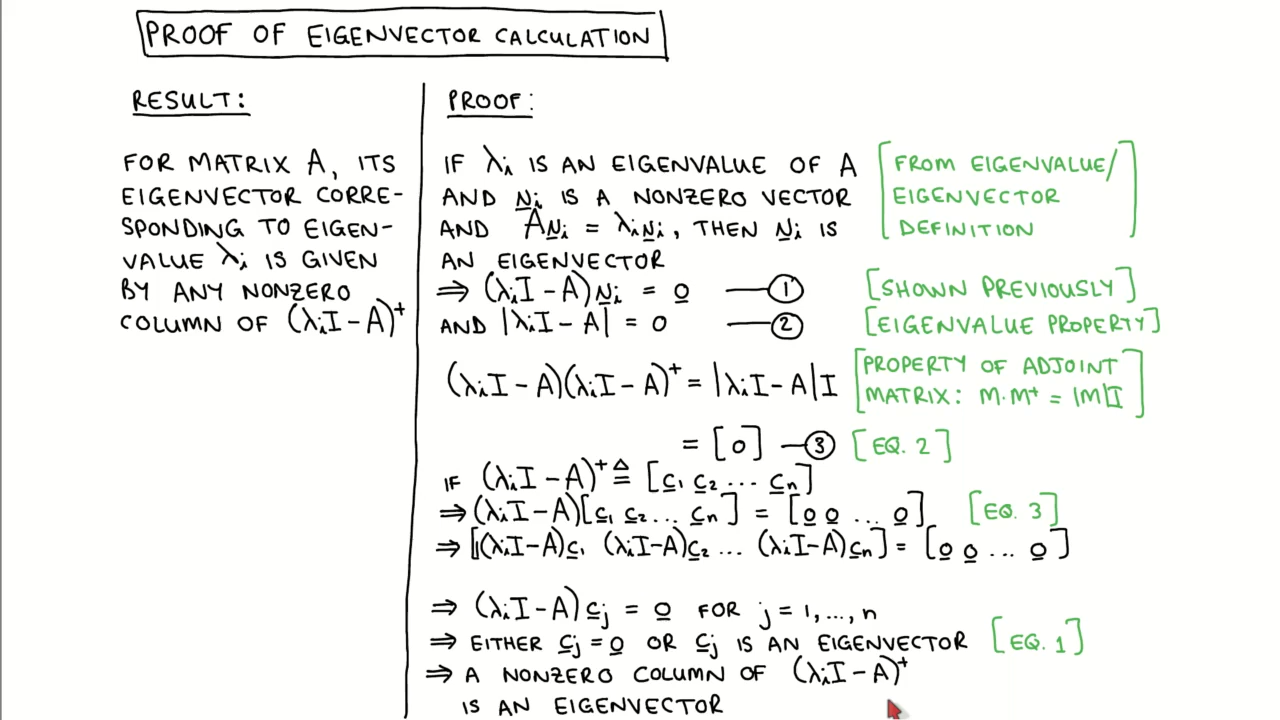 PROOF OF EIGENVECTOR CALCULATION
RESULT:
FOR MATRIX A, ITS
EIGENVECTOR CORRE-
SPONDING TO EIGEN-
VALUE λi IS GIVEN
BY ANY NONZERO
COLUMN OF (λiI-A)⁺
PROOF:
IF λi IS AN EIGENVALUE OF A
AND vi IS A NONZERO VECTOR
AND Avi = λivi, THEN vi IS
AN EIGENVECTOR
[FROM EIGENVALUE/
EIGENVECTOR
DEFINITION]
⇒ (λiI-A)vi = 0 —① [SHOWN PREVIOUSLY]
AND |λiI-A| = 0 —② [EIGENVALUE PROPERTY]
(λiI-A)(λiI-A)⁺ = |λiI-A|I
[PROPERTY OF ADJOINT
MATRIX: M·M⁺ = |M|I]
= [0] —③ [EQ. 2]
IF (λiI-A)⁺ ≜ [c1 c2 ... cn]
⇒ (λiI-A)[c1 c2 ... cn] = [0 0 ... 0] [EQ. 3]
⇒ [(λiI-A)c1 (λiI-A)c2 ... (λiI-A)cn] = [0 0 ... 0]
⇒ (λiI-A)cj = 0 FOR j = 1, ..., n
⇒ EITHER cj = 0 OR cj IS AN EIGENVECTOR [EQ. 1]
⇒ A NONZERO COLUMN OF (λiI-A)⁺
IS AN EIGENVECTOR